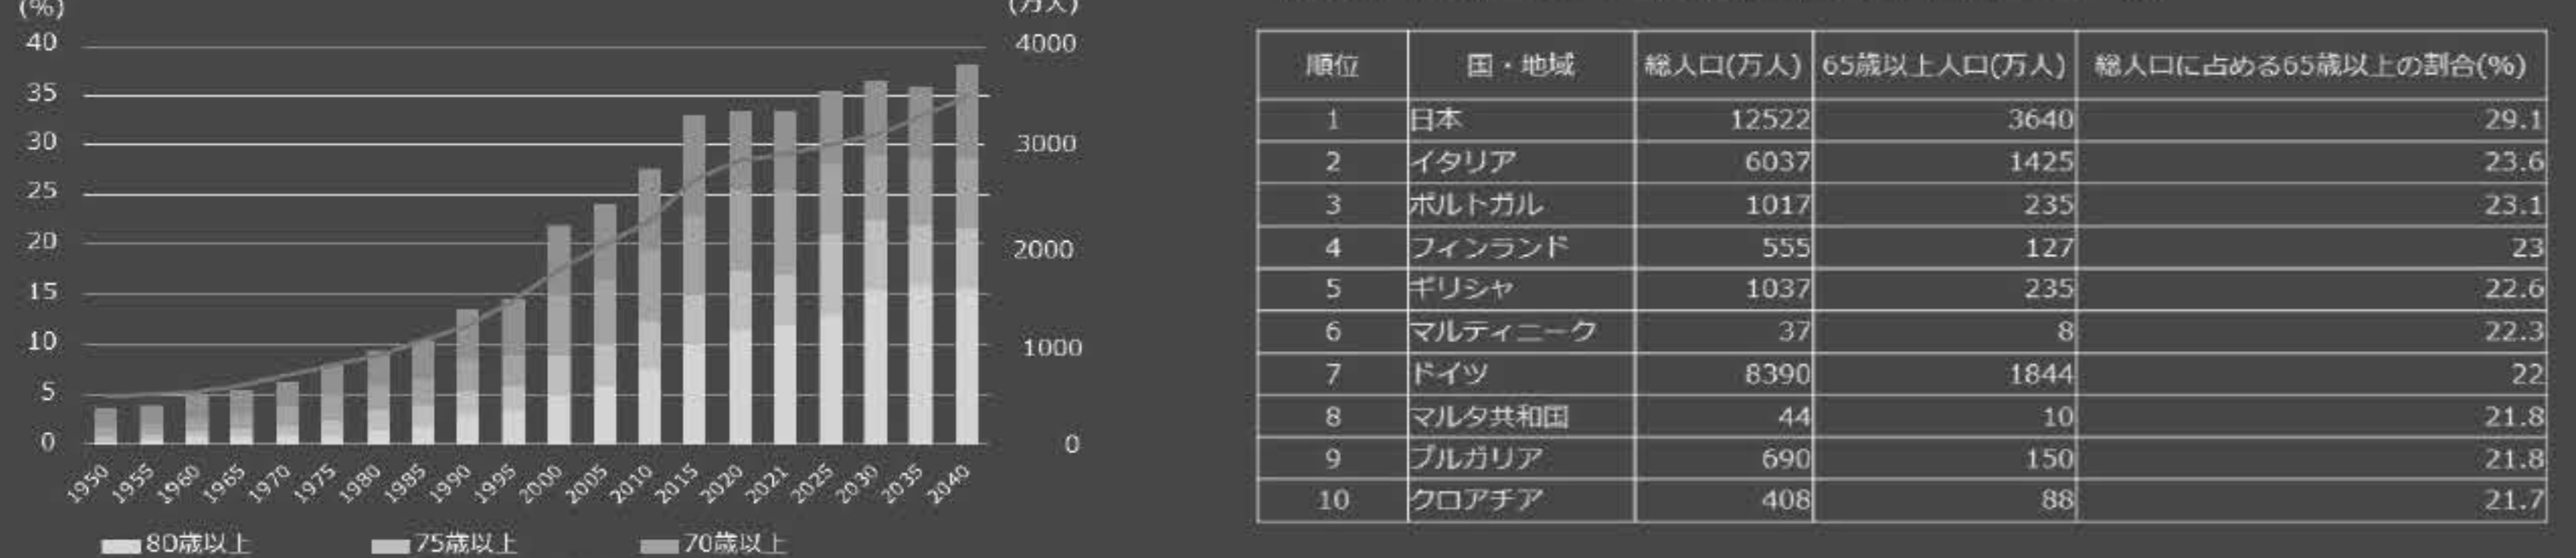 (%)
(万人)
40
35
30
25
20
15
10
5
0
4000
3000
2000
1000
0
1950 1955 1960 1965 1970 1975 1980 1985 1990 1995 2000 2005 2010 2015 2020 2021 2025 2030 2035 2040
80歳以上 75歳以上 70歳以上
順位 国・地域 総人口(万人) 65歳以上人口(万人) 総人口に占める65歳以上の割合(%)
1 日本 12522 3640 29.1
2 イタリア 6037 1425 23.6
3 ポルトガル 1017 235 23.1
4 フィンランド 555 127 23
5 ギリシャ 1037 235 22.6
6 マルティニーク 37 8 22.3
7 ドイツ 8390 1844 22
8 マルタ共和国 44 10 21.8
9 ブルガリア 690 150 21.8
10 クロアチア 408 88 21.7